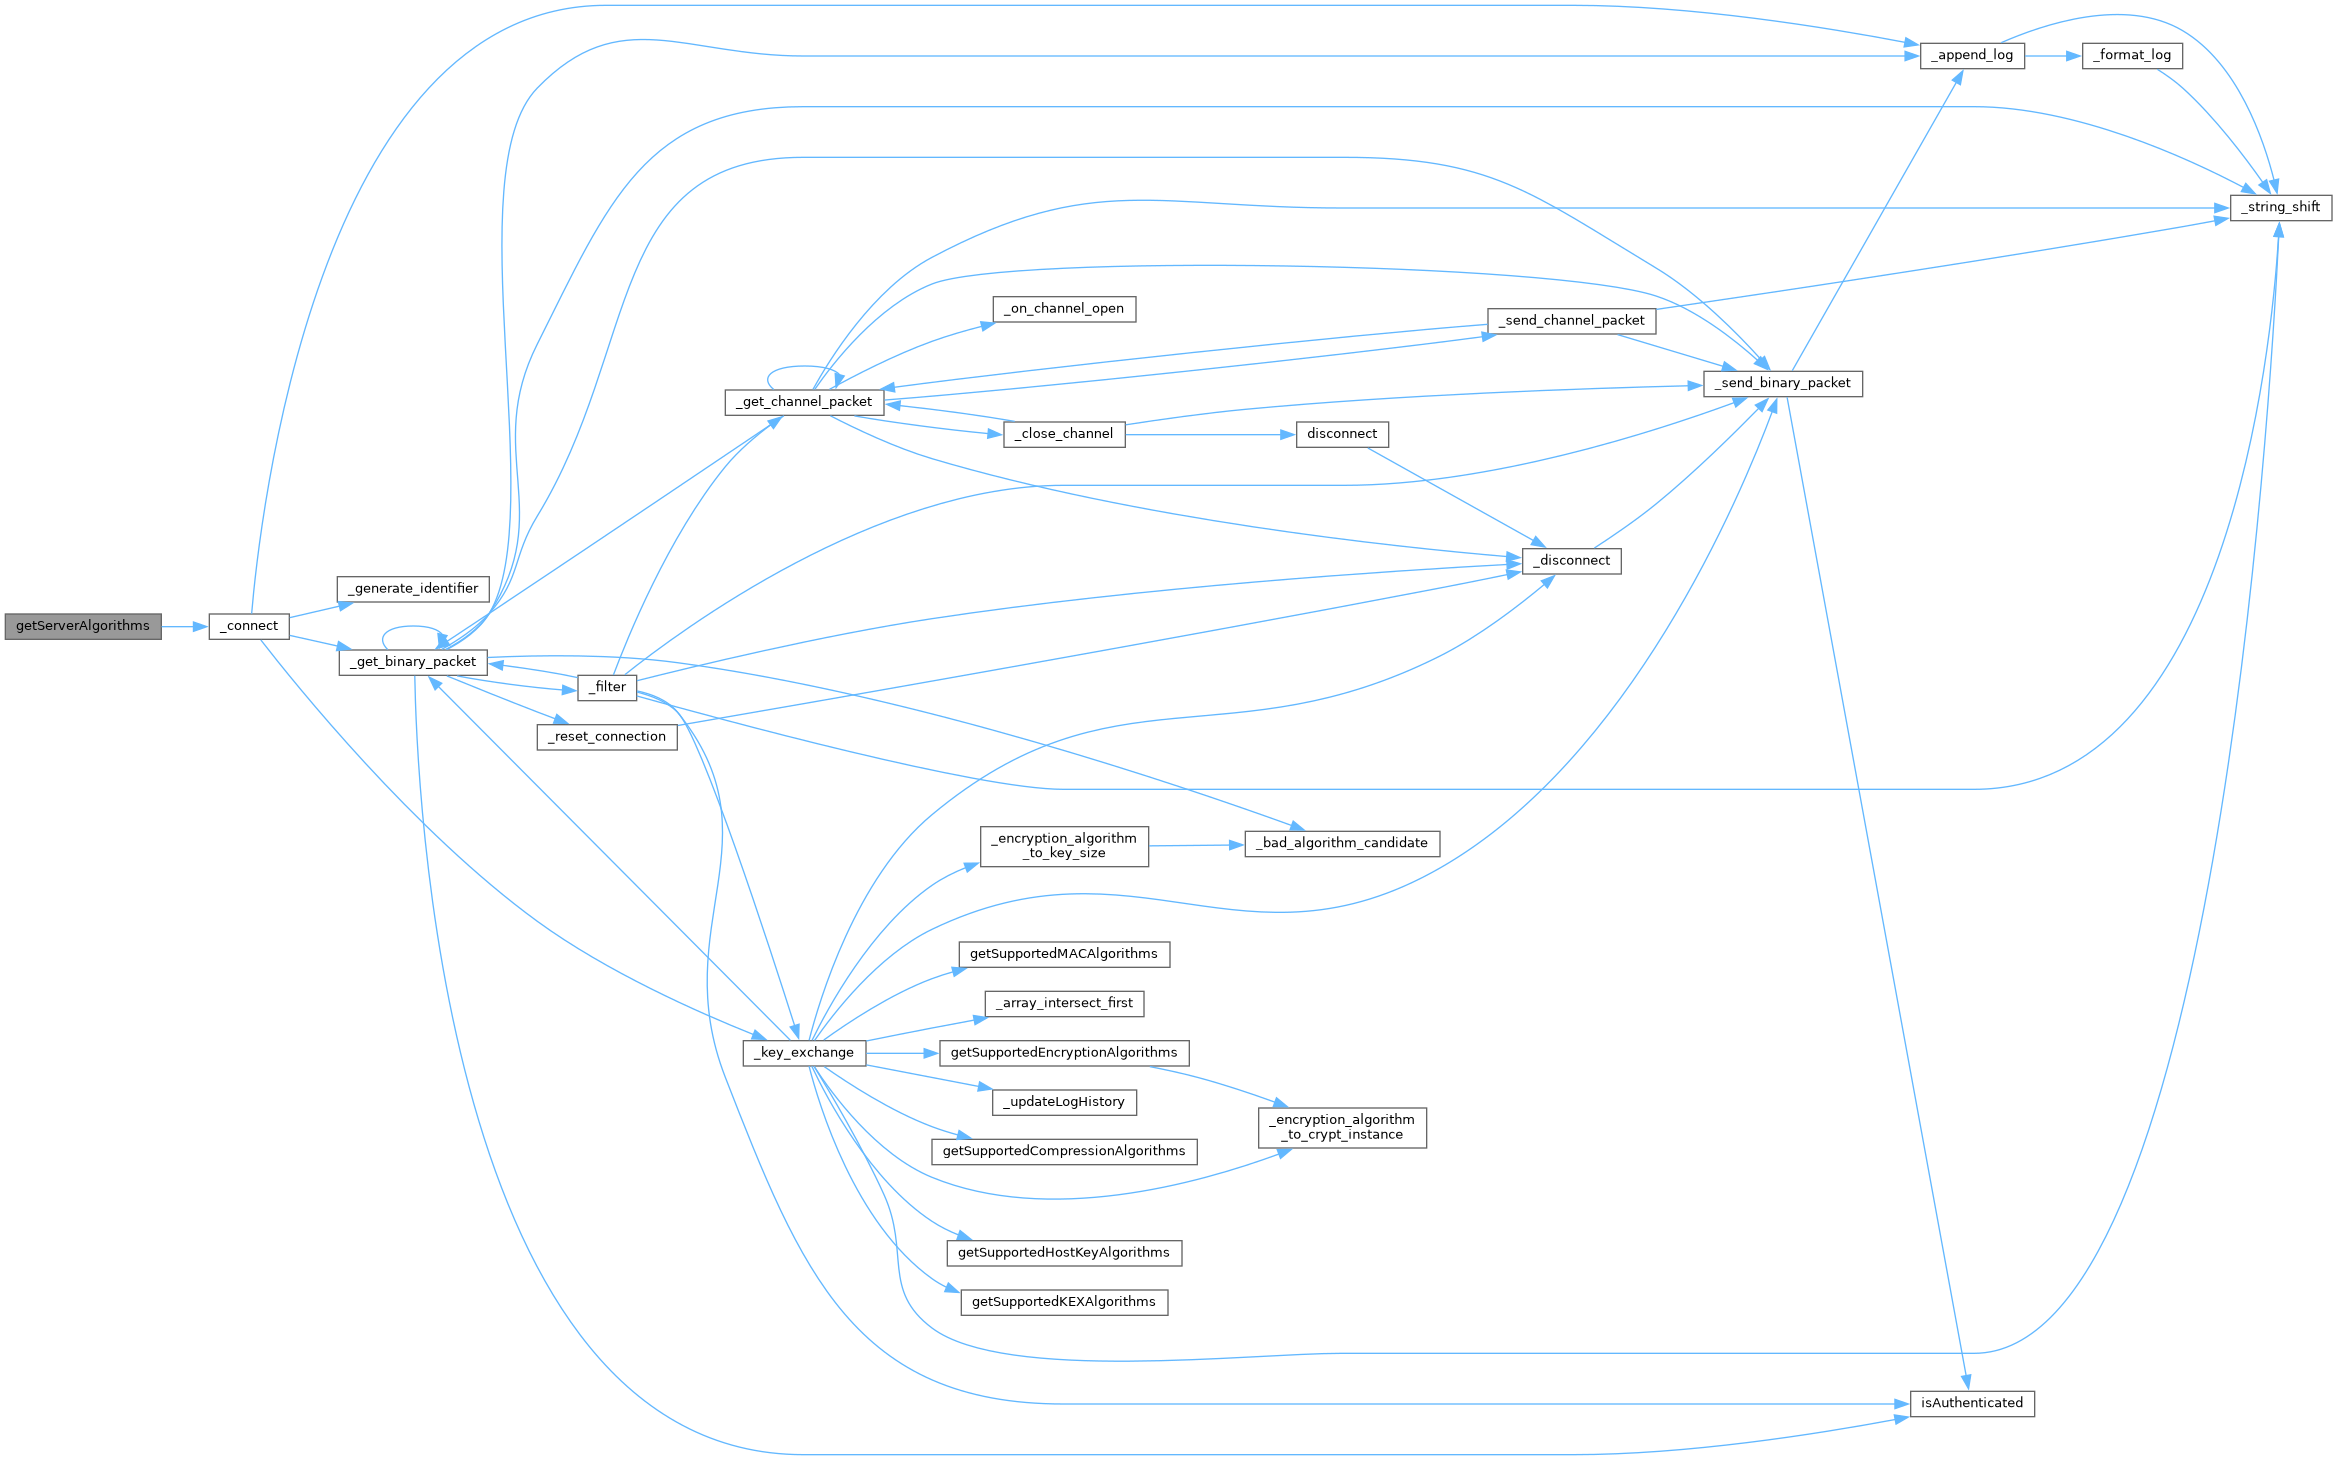 _append_log
_format_log
_string_shift
_on_channel_open
_send_channel_packet
_send_binary_packet
_get_channel_packet
_close_channel
disconnect
_disconnect
_generate_identifier
getServerAlgorithms
_connect
_get_binary_packet
_filter
_reset_connection
_encryption_algorithm
_to_key_size
_bad_algorithm_candidate
getSupportedMACAlgorithms
_array_intersect_first
_key_exchange
getSupportedEncryptionAlgorithms
_updateLogHistory
_encryption_algorithm
_to_crypt_instance
getSupportedCompressionAlgorithms
getSupportedHostKeyAlgorithms
getSupportedKEXAlgorithms
isAuthenticated